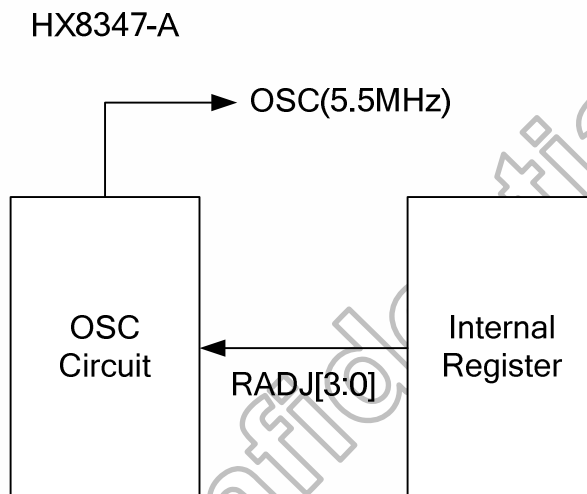 HX8347-A
OSC(5.5MHz)
OSC
Circuit
RADJ[3:0]
Internal
Register